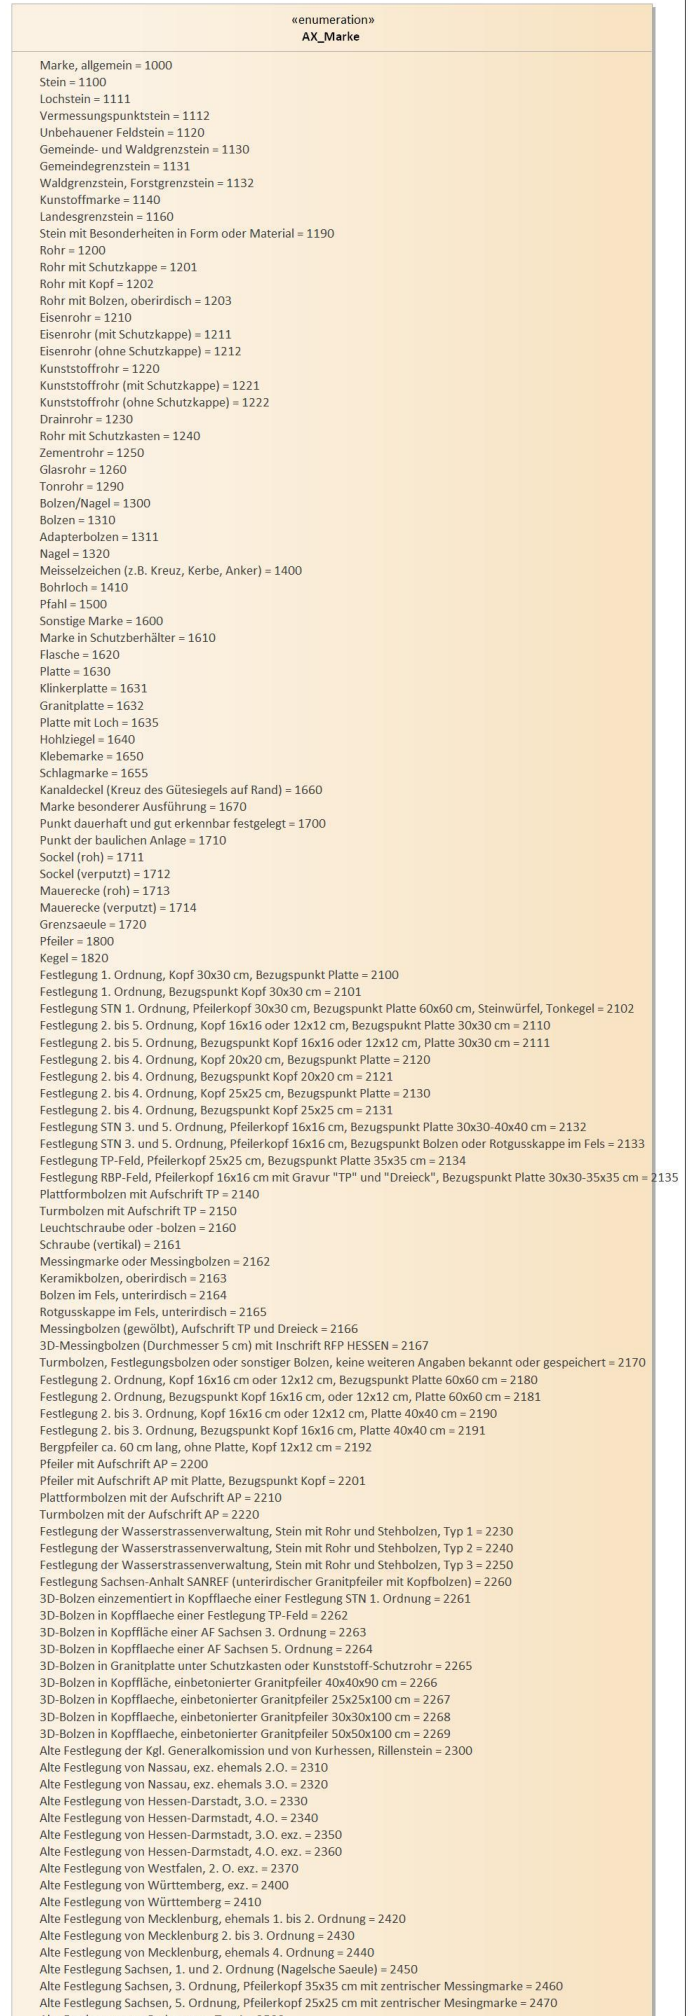 «enumeration»
AX_Marke
Marke, allgemein = 1000
Stein = 1100
Lochstein = 1111
Vermessungspunktstein = 1112
Unbehauener Feldstein = 1120
Gemeinde- und Waldgrenzstein = 1130
Gemeindegrenzstein = 1131
Waldgrenzstein, Forstgrenzstein = 1132
Kunstoffmarke = 1140
Landesgrenzstein = 1160
Stein mit Besonderheiten in Form oder Material = 1190
Rohr = 1200
Rohr mit Schutzkappe = 1201
Rohr mit Kopf = 1202
Rohr mit Bolzen, oberirdisch = 1203
Eisenrohr = 1210
Eisenrohr (mit Schutzkappe) = 1211
Eisenrohr (ohne Schutzkappe) = 1212
Kunststoffrohr = 1220
Kunststoffrohr (mit Schutzkappe) = 1221
Kunststoffrohr (ohne Schutzkappe) = 1222
Drainrohr = 1230
Rohr mit Schutzkasten = 1240
Zementrohr = 1250
Glasrohr = 1260
Tonrohr = 1290
Bolzen/Nagel = 1300
Bolzen = 1310
Adapterbolzen = 1311
Nagel = 1320
Meisselzeichen (z.B. Kreuz, Kerbe, Anker) = 1400
Bohrloch = 1410
Pfahl = 1500
Sonstige Marke = 1600
Marke in Schutzberhälter = 1610
Flasche = 1620
Platte = 1630
Klinkerplatte = 1631
Granitplatte = 1632
Platte mit Loch = 1635
Hohlziegel = 1640
Klebemarke = 1650
Schlagmarke = 1655
Kanaldeckel (Kreuz des Gütesiegels auf Rand) = 1660
Marke besonderer Ausführung = 1670
Punkt dauerhaft und gut erkennbar festgelegt = 1700
Punkt der baulichen Anlage = 1710
Sockel (roh) = 1711
Sockel (verputzt) = 1712
Mauerecke (roh) = 1713
Mauerecke (verputzt) = 1714
Grenzsaeule = 1720
Pfeiler = 1800
Kegel = 1820
Festlegung 1. Ordnung, Kopf 30x30 cm, Bezugspunkt Platte = 2100
Festlegung 1. Ordnung, Bezugspunkt Kopf 30x30 cm = 2101
Festlegung STN 1. Ordnung, Pfeilerkopf 30x30 cm, Bezugspunkt Platte 60x60 cm, Steinwürfel, Tonkegel = 2102
Festlegung 2. bis 5. Ordnung, Kopf 16x16 oder 12x12 cm, Bezugspuknt Platte 30x30 cm = 2110
Festlegung 2. bis 5. Ordnung, Bezugspunkt Kopf 16x16 oder 12x12 cm, Platte 30x30 cm = 2111
Festlegung 2. bis 4. Ordnung, Kopf 20x20 cm, Bezugspunkt Platte = 2120
Festlegung 2. bis 4. Ordnung, Bezugspunkt Kopf 20x20 cm = 2121
Festlegung 2. bis 4. Ordnung, Kopf 25x25 cm, Bezugspunkt Platte = 2130
Festlegung 2. bis 4. Ordnung, Bezugspunkt Kopf 25x25 cm = 2131
Festlegung STN 3. und 5. Ordnung, Pfeilerkopf 16x16 cm, Bezugspunkt Platte 30x30-40x40 cm = 2132
Festlegung STN 3. und 5. Ordnung, Pfeilerkopf 16x16 cm, Bezugspunkt Bolzen oder Rotgusskappe im Fels = 2133
Festlegung TP-Feld, Pfeilerkopf 25x25 cm, Bezugspunkt Platte 35x35 cm = 2134
Festlegung RBP-Feld, Pfeilerkopf 16x16 cm mit Gravur "TP" und "Dreieck", Bezugspunkt Platte 30x30-35x35 cm = 2135
Plattformbolzen mit Aufschrift TP = 2140
Turmbolzen mit Aufschrift TP = 2150
Leuchtschraube oder -bolzen = 2160
Schraube (vertikal) = 2161
Messingmarke oder Messingbolzen = 2162
Keramikbolzen, oberirdisch = 2163
Bolzen im Fels, unterirdisch = 2164
Rotgusskappe im Fels, unterirdisch = 2165
Messingbolzen (gewölbt), Aufschrift TP und Dreieck = 2166
3D-Messingbolzen (Durchmesser 5 cm) mit Inschrift RFP HESSEN = 2167
Turmbolzen, Festlegungsbolzen oder sonstiger Bolzen, keine weiteren Angaben bekannt oder gespeichert = 2170
Festlegung 2. Ordnung, Kopf 16x16 cm oder 12x12 cm, Bezugspunkt Platte 60x60 cm = 2180
Festlegung 2. Ordnung, Bezugspunkt Kopf 16x16 cm, oder 12x12 cm, Platte 60x60 cm = 2181
Festlegung 2. bis 3. Ordnung, Kopf 16x16 cm oder 12x12 cm, Platte 40x40 cm = 2190
Festlegung 2. bis 3. Ordnung, Bezugspunkt Kopf 16x16 cm, Platte 40x40 cm = 2191
Bergpfeiler ca. 60 cm lang, ohne Platte, Kopf 12x12 cm = 2192
Pfeiler mit Aufschrift AP = 2200
Pfeiler mit Aufschrift AP mit Platte, Bezugspunkt Kopf = 2201
Plattformbolzen mit der Aufschrift AP = 2210
Turmbolzen mit der Aufschrift AP = 2220
Festlegung der Wasserstrassenverwaltung, Stein mit Rohr und Stehbolzen, Typ 1 = 2230
Festlegung der Wasserstrassenverwaltung, Stein mit Rohr und Stehbolzen, Typ 2 = 2240
Festlegung der Wasserstrassenverwaltung, Stein mit Rohr und Stehbolzen, Typ 3 = 2250
Festlegung Sachsen-Anhalt SANREF (unterirdischer Granitpfeiler mit Kopfbolzen) = 2260
3D-Bolzen einzementiert in Kopfflaeche einer Festlegung STN 1. Ordnung = 2261
3D-Bolzen in Kopfflaeche einer Festlegung TP-Feld = 2262
3D-Bolzen in Kopffläche einer AF Sachsen 3. Ordnung = 2263
3D-Bolzen in Kopfflaeche einer AF Sachsen 5. Ordnung = 2264
3D-Bolzen in Granitplatte unter Schutzkasten oder Kunststoff-Schutzrohr = 2265
3D-Bolzen in Kopffläche, einbetonierter Granitpfeiler 40x40x90 cm = 2266
3D-Bolzen in Kopfflaeche, einbetonierter Granitpfeiler 25x25x100 cm = 2267
3D-Bolzen in Kopfflaeche, einbetonierter Granitpfeiler 30x30x100 cm = 2268
3D-Bolzen in Kopfflaeche, einbetonierter Granitpfeiler 50x50x100 cm = 2269
Alte Festlegung der Kgl. Generalkomission und von Kurhessen, Rillenstein = 2300
Alte Festlegung von Nassau, exz. ehemals 2.O. = 2310
Alte Festlegung von Nassau, exz. ehemals 3.O. = 2320
Alte Festlegung von Hessen-Darstadt, 3.O. = 2330
Alte Festlegung von Hessen-Darmstadt, 4.O. = 2340
Alte Festlegung von Hessen-Darmstadt, 3.O. exz. = 2350
Alte Festlegung von Hessen-Darmstadt, 4.O. exz. = 2360
Alte Festlegung von Westfalen, 2. O. exz. = 2370
Alte Festlegung von Württemberg, exz. = 2400
Alte Festlegung von Württemberg = 2410
Alte Festlegung von Mecklenburg, ehemals 1. bis 2. Ordnung = 2420
Alte Festlegung von Mecklenburg 2. bis 3. Ordnung = 2430
Alte Festlegung von Mecklenburg, ehemals 4. Ordnung = 2440
Alte Festlegung Sachsen, 1. und 2. Ordnung (Nagelsche Saeule) = 2450
Alte Festlegung Sachsen, 3. Ordnung, Pfeilerkopf 35x35 cm mit zentrischer Messingmarke = 2460
Alte Festlegung Sachsen, 5. Ordnung, Pfeilerkopf 25x25 cm mit zentrischer Mesingmarke = 2470